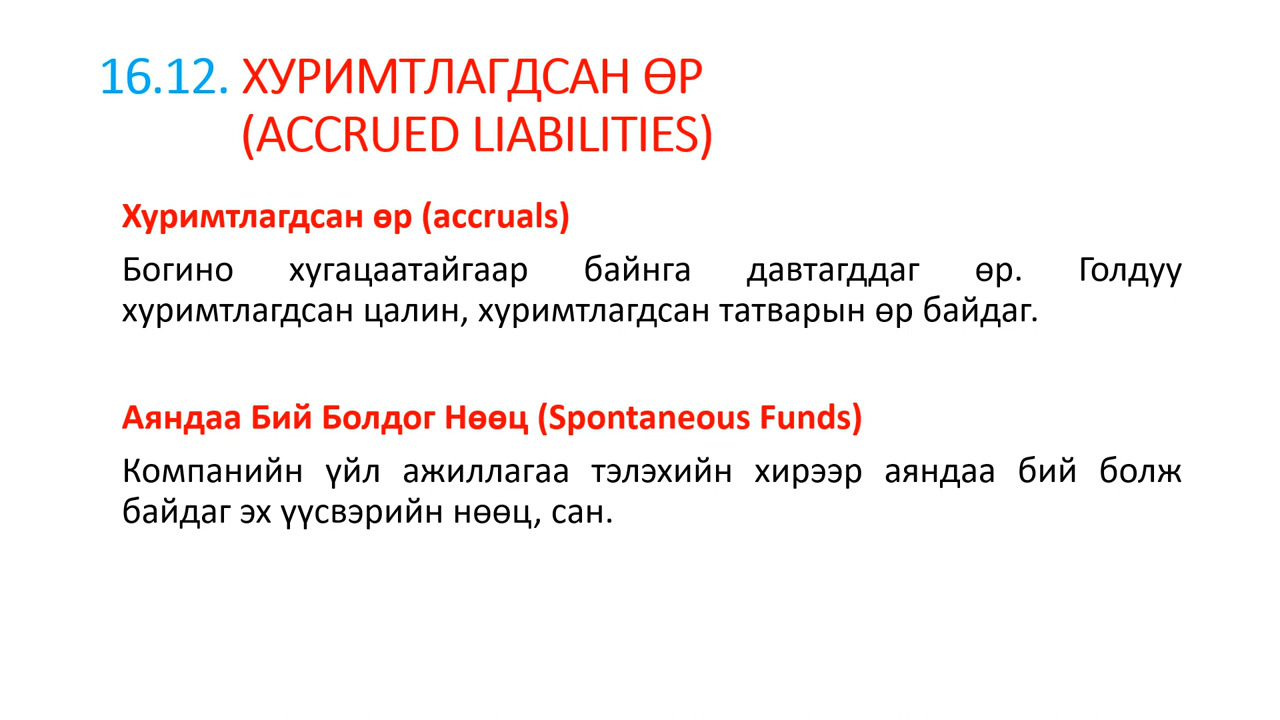 16.12. ХУРИМТЛАГДСАН ӨР
(ACCRUED LIABILITIES)
Хуримтлагдсан өр (accruals)
Богино хугацаатайгаар байнга давтагддаг өр. Голдуу
хуримтлагдсан цалин, хуримтлагдсан татварын өр байдаг.
Аяндаа Бий Болдог Нөөц (Spontaneous Funds)
Компанийн үйл ажиллагаа тэлэхийн хирээр аяндаа бий болж
байдаг эх үүсвэрийн нөөц, сан.